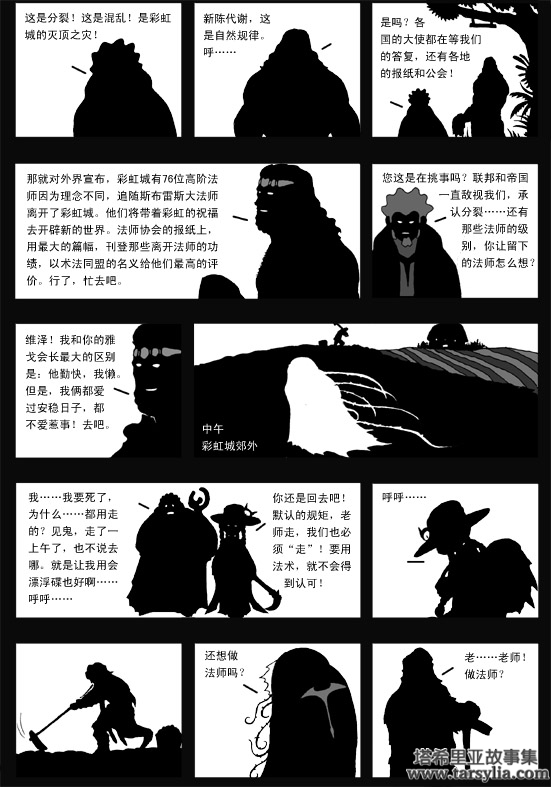 这是分裂！这是混乱！是彩虹
城的灭顶之灾！
新陈代谢，这
是自然规律。
呼……
是吗？各
国的大使都在等我们
的答复，还有各地
的报纸和公会！
那就对外界宣布，彩虹城有76位高阶法
师因为理念不同，追随斯布雷斯大法师
离开了彩虹城。他们将带着彩虹的祝福
去开辟新的世界。法师协会的报纸上，
用最大的篇幅，刊登那些离开法师的功
绩，以术法同盟的名义给他们最高的评
价。行了，忙去吧。
您这是在挑事吗？联邦和帝国
一直敌视我们，承
认分裂……还有
那些法师的级
别，你让留下
的法师怎么想？
维泽！我和你的雅
戈会长最大的区别
是：他勤快，我懒。
但是，我俩都爱
过安稳日子，都
不爱惹事！去吧。
中午
彩虹城郊外
我……我要死了，
为什么……都用走
的？见鬼，走了一
上午了，也不说去
哪。就是让我用会
漂浮碟也好啊……
呼呼……
你还是回去吧！
默认的规矩，老
师走，我们也必
须“走”！要用
法术，就不会得
到认可！
呼呼……
还想做
法师吗？
老……老师！
做法师？
塔希里亚故事集
www.tarsylia.com